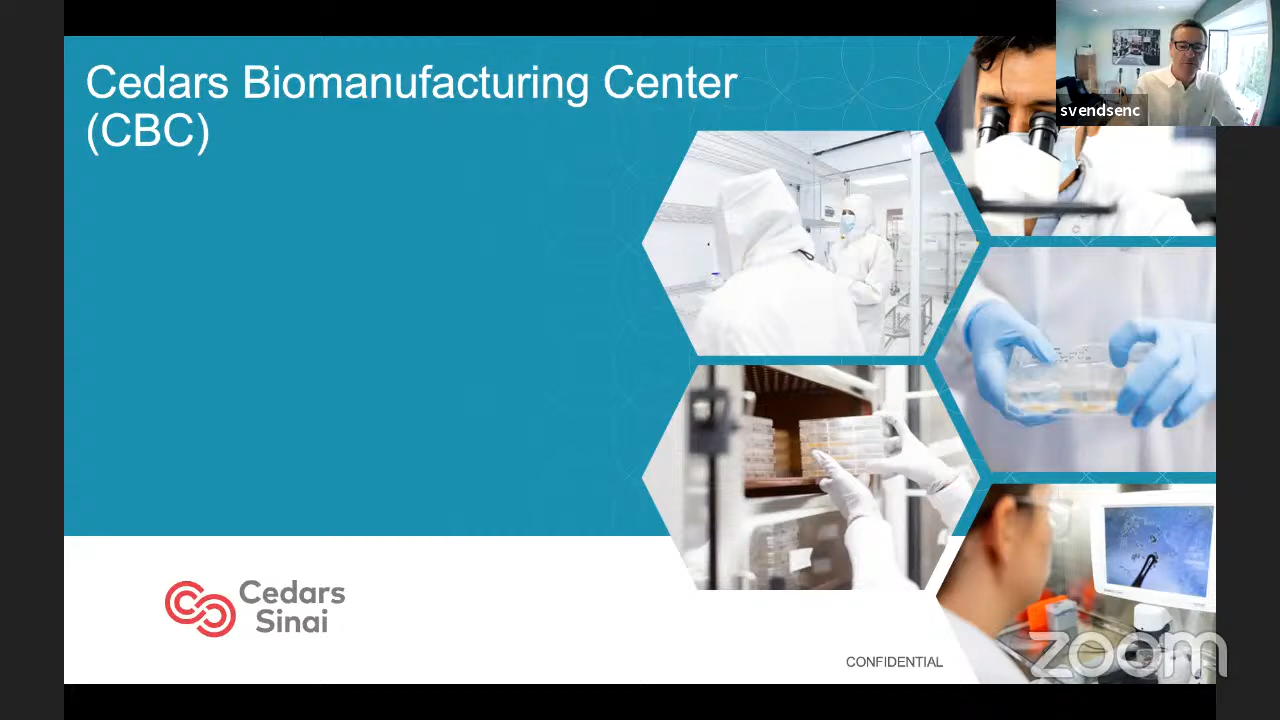 Cedars Biomanufacturing Center
(CBC)
svendsenc
Cedars
Sinai
CONFIDENTIAL
zoom